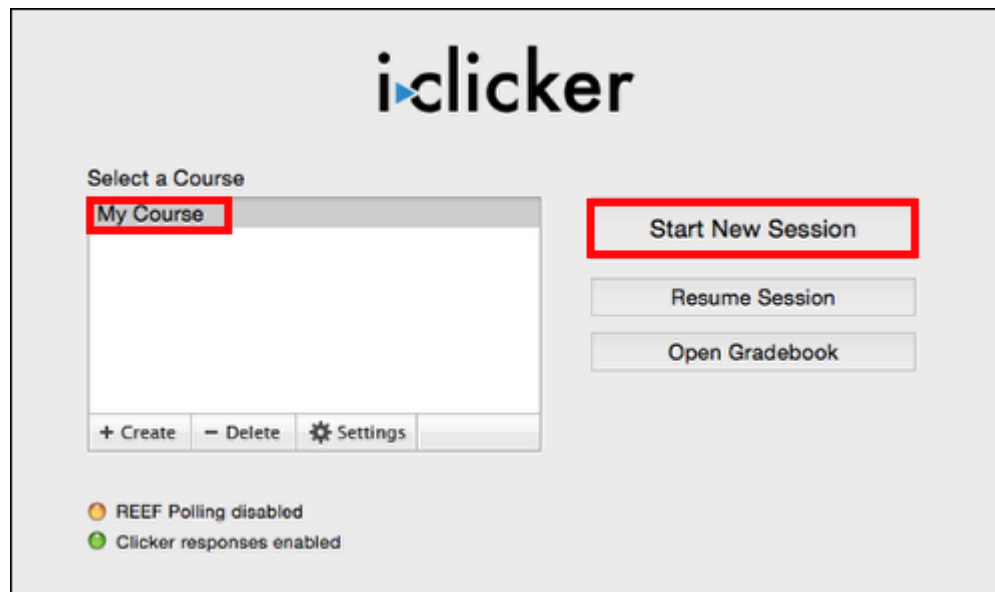 iclicker
Select a Course
My Course
Start New Session
Resume Session
Open Gradebook
+ Create − Delete Settings
REEF Polling disabled
Clicker responses enabled